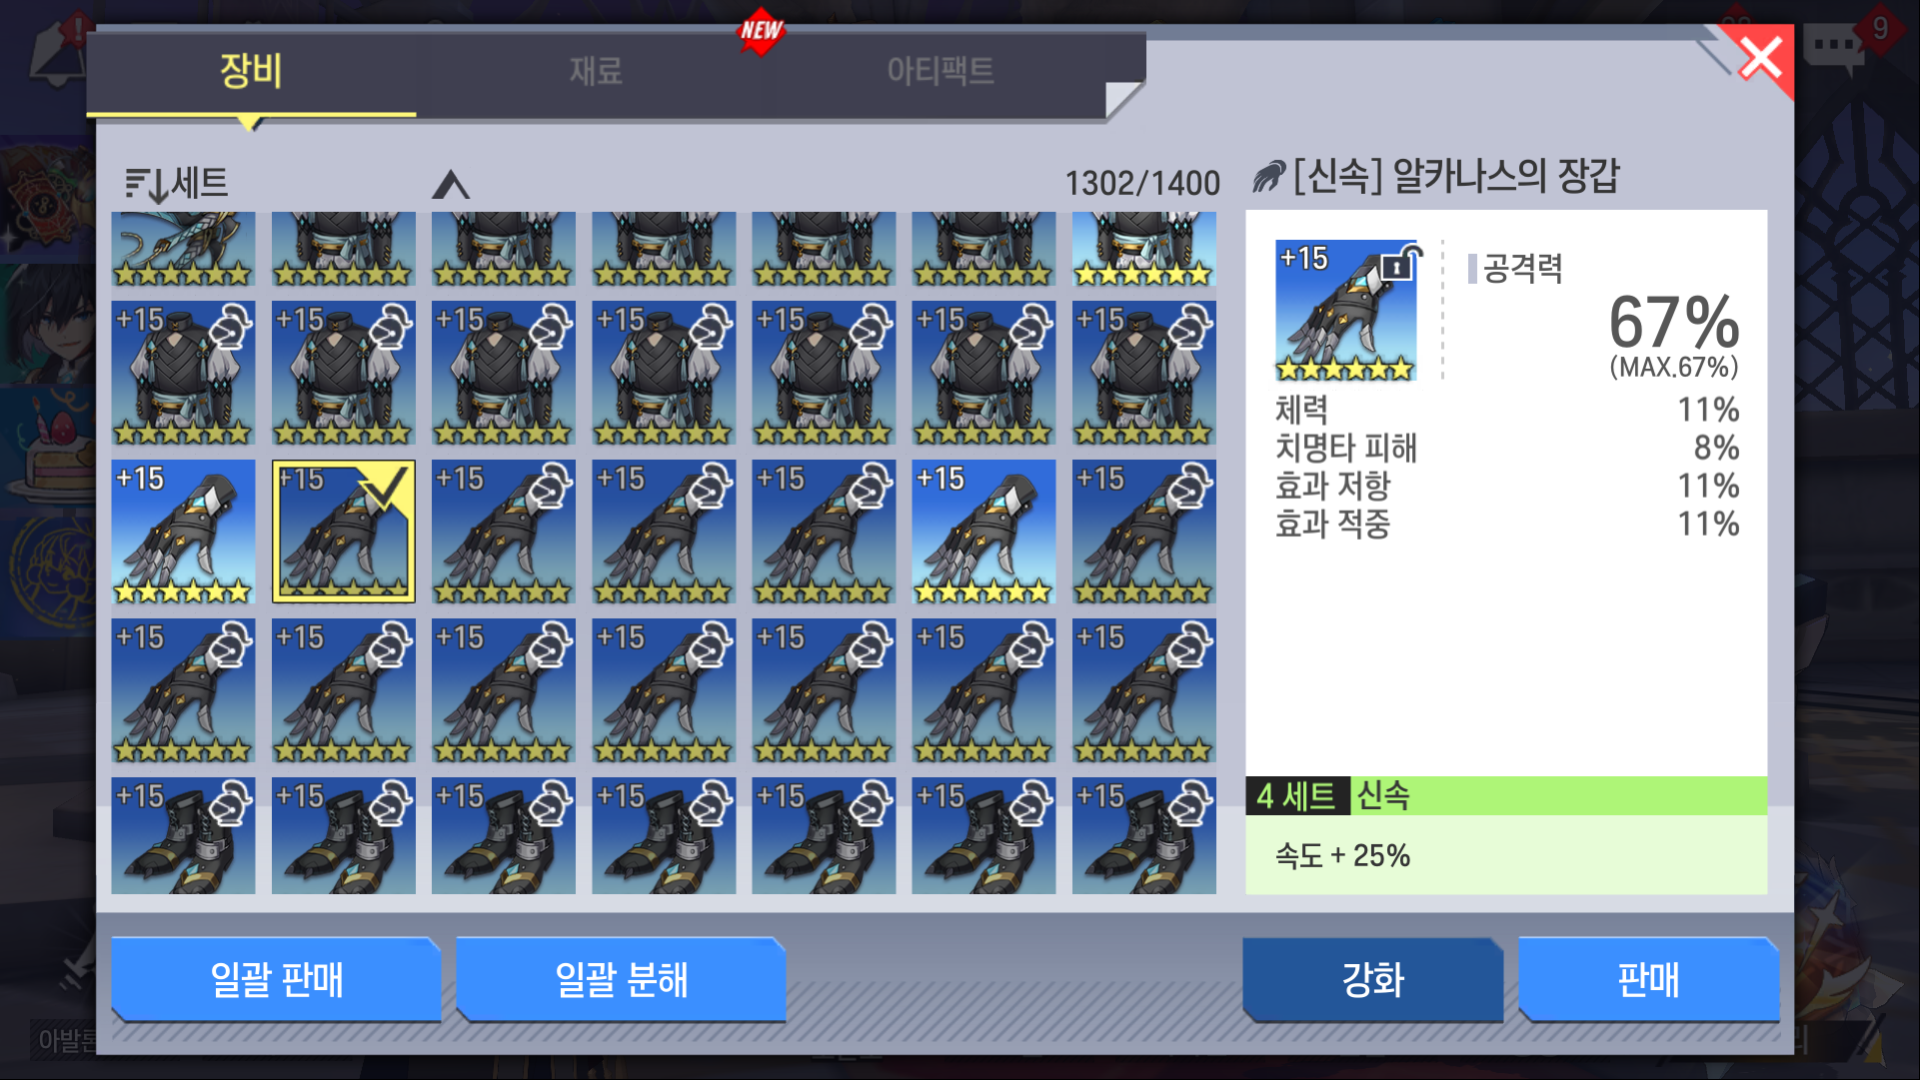 NEW
9
장비
재료
아티팩트
세트
1302/1400
[신속] 알카나스의 장갑
+15
공격력
67%
(MAX.67%)
체력 11%
치명타 피해 8%
효과 저항 11%
효과 적중 11%
+15 +15 +15 +15 +15 +15 +15
+15 +15 +15 +15 +15 +15 +15
+15 +15 +15 +15 +15 +15 +15
+15 +15 +15 +15 +15 +15 +15
4 세트 신속
속도 + 25%
일괄 판매
일괄 분해
강화
판매
아발론